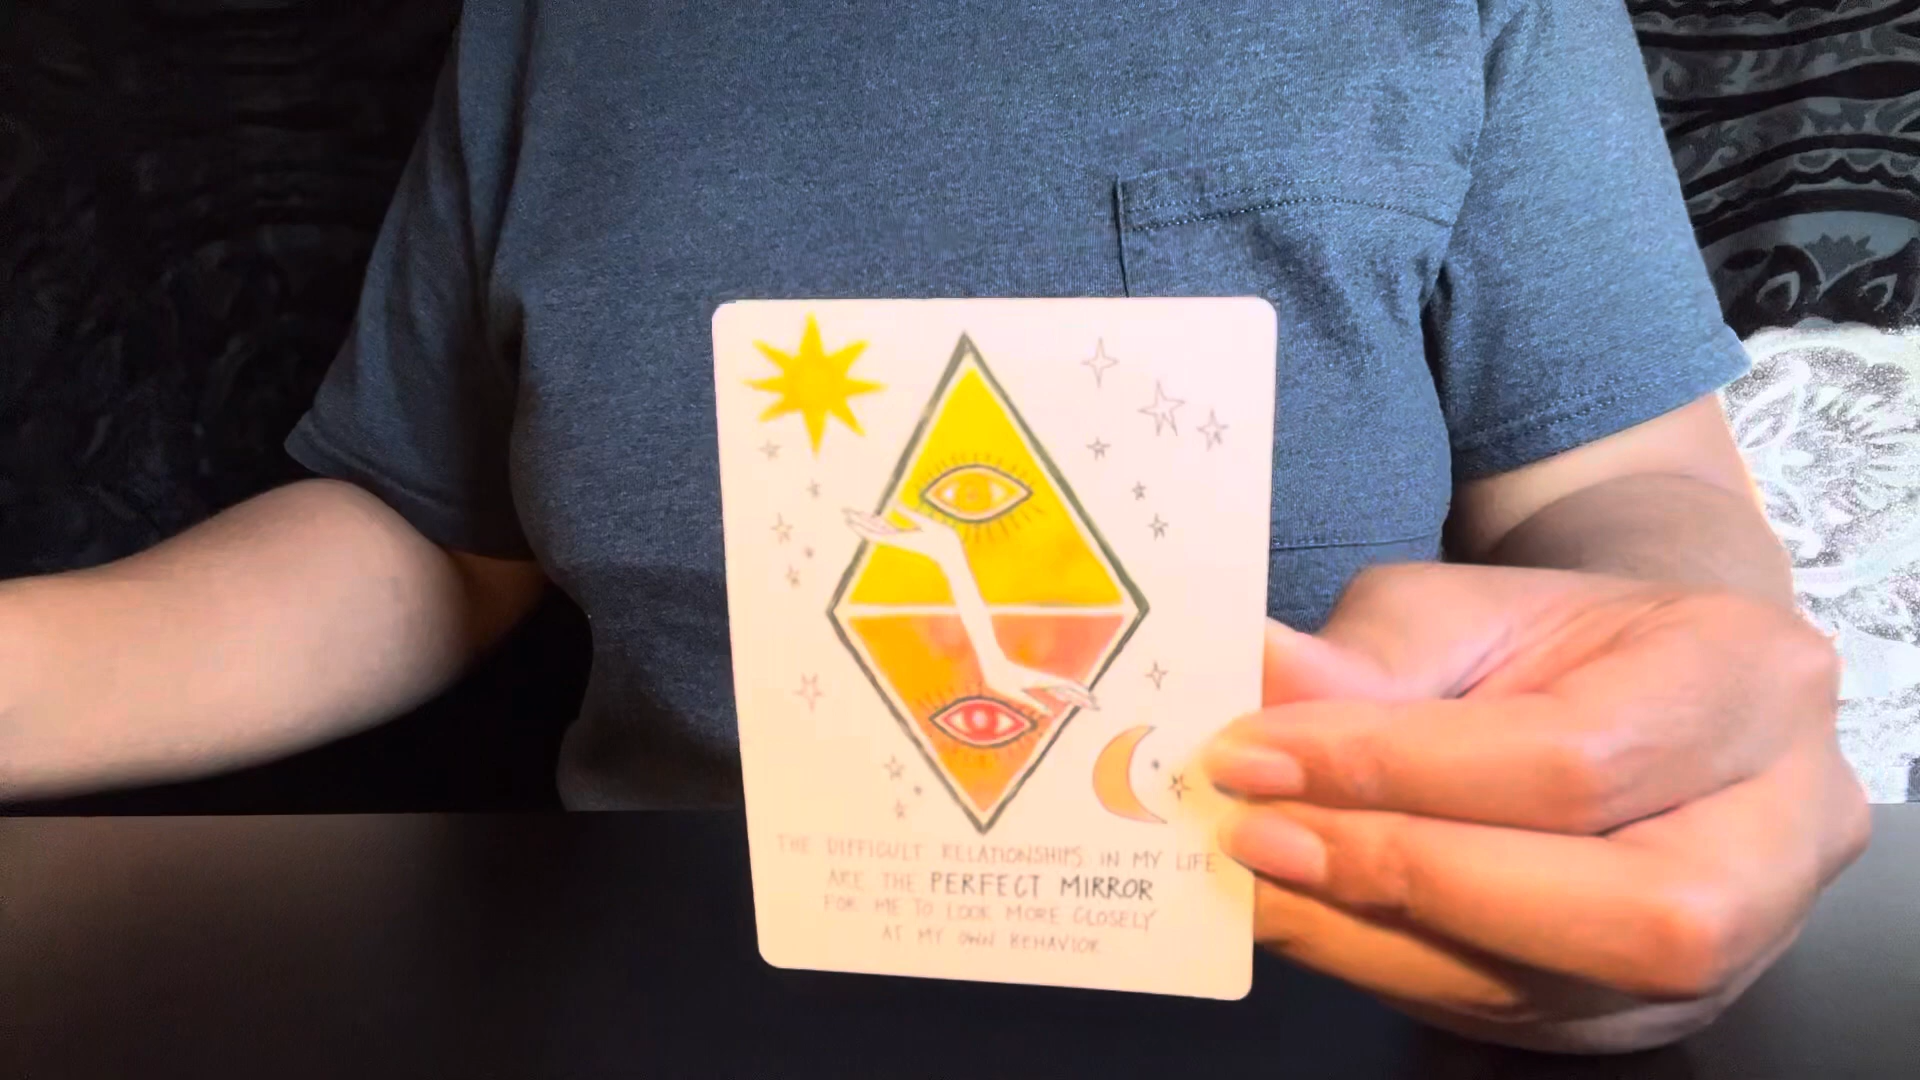 THE DIFFICULT RELATIONSHIPS IN MY LIFE
ARE THE PERFECT MIRROR
FOR ME TO LOOK MORE CLOSELY
AT MY OWN BEHAVIOR